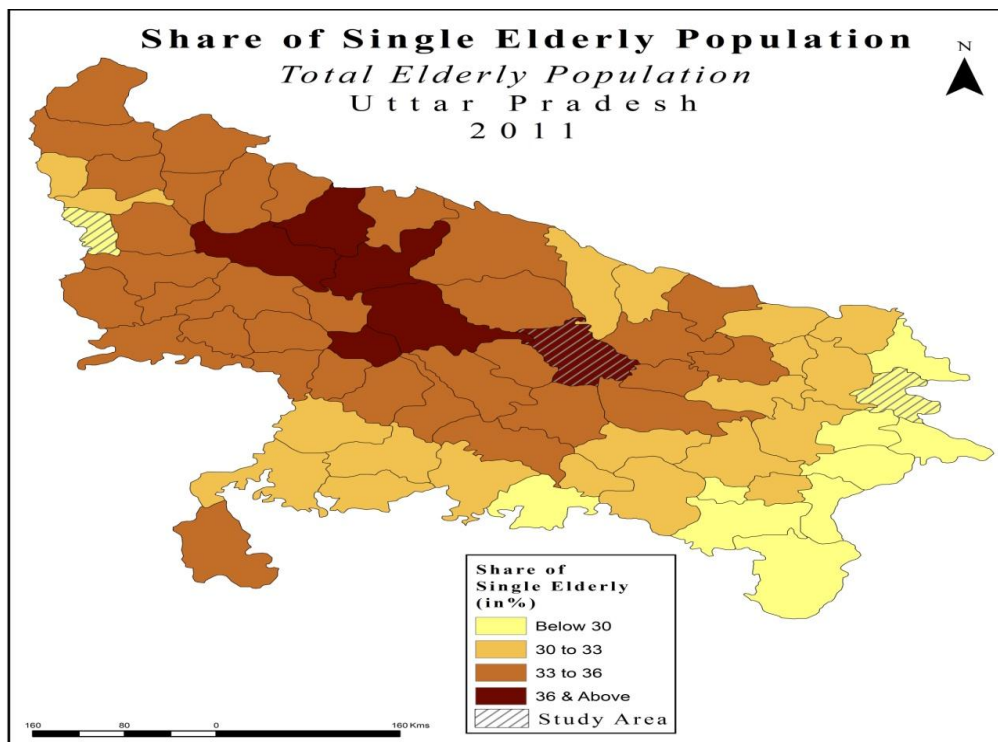 Share of Single Elderly Population
Total Elderly Population
Uttar Pradesh
2011
N
Share of
Single Elderly
(in%)
Below 30
30 to 33
33 to 36
36 & Above
Study Area
160 80 0 160 Kms